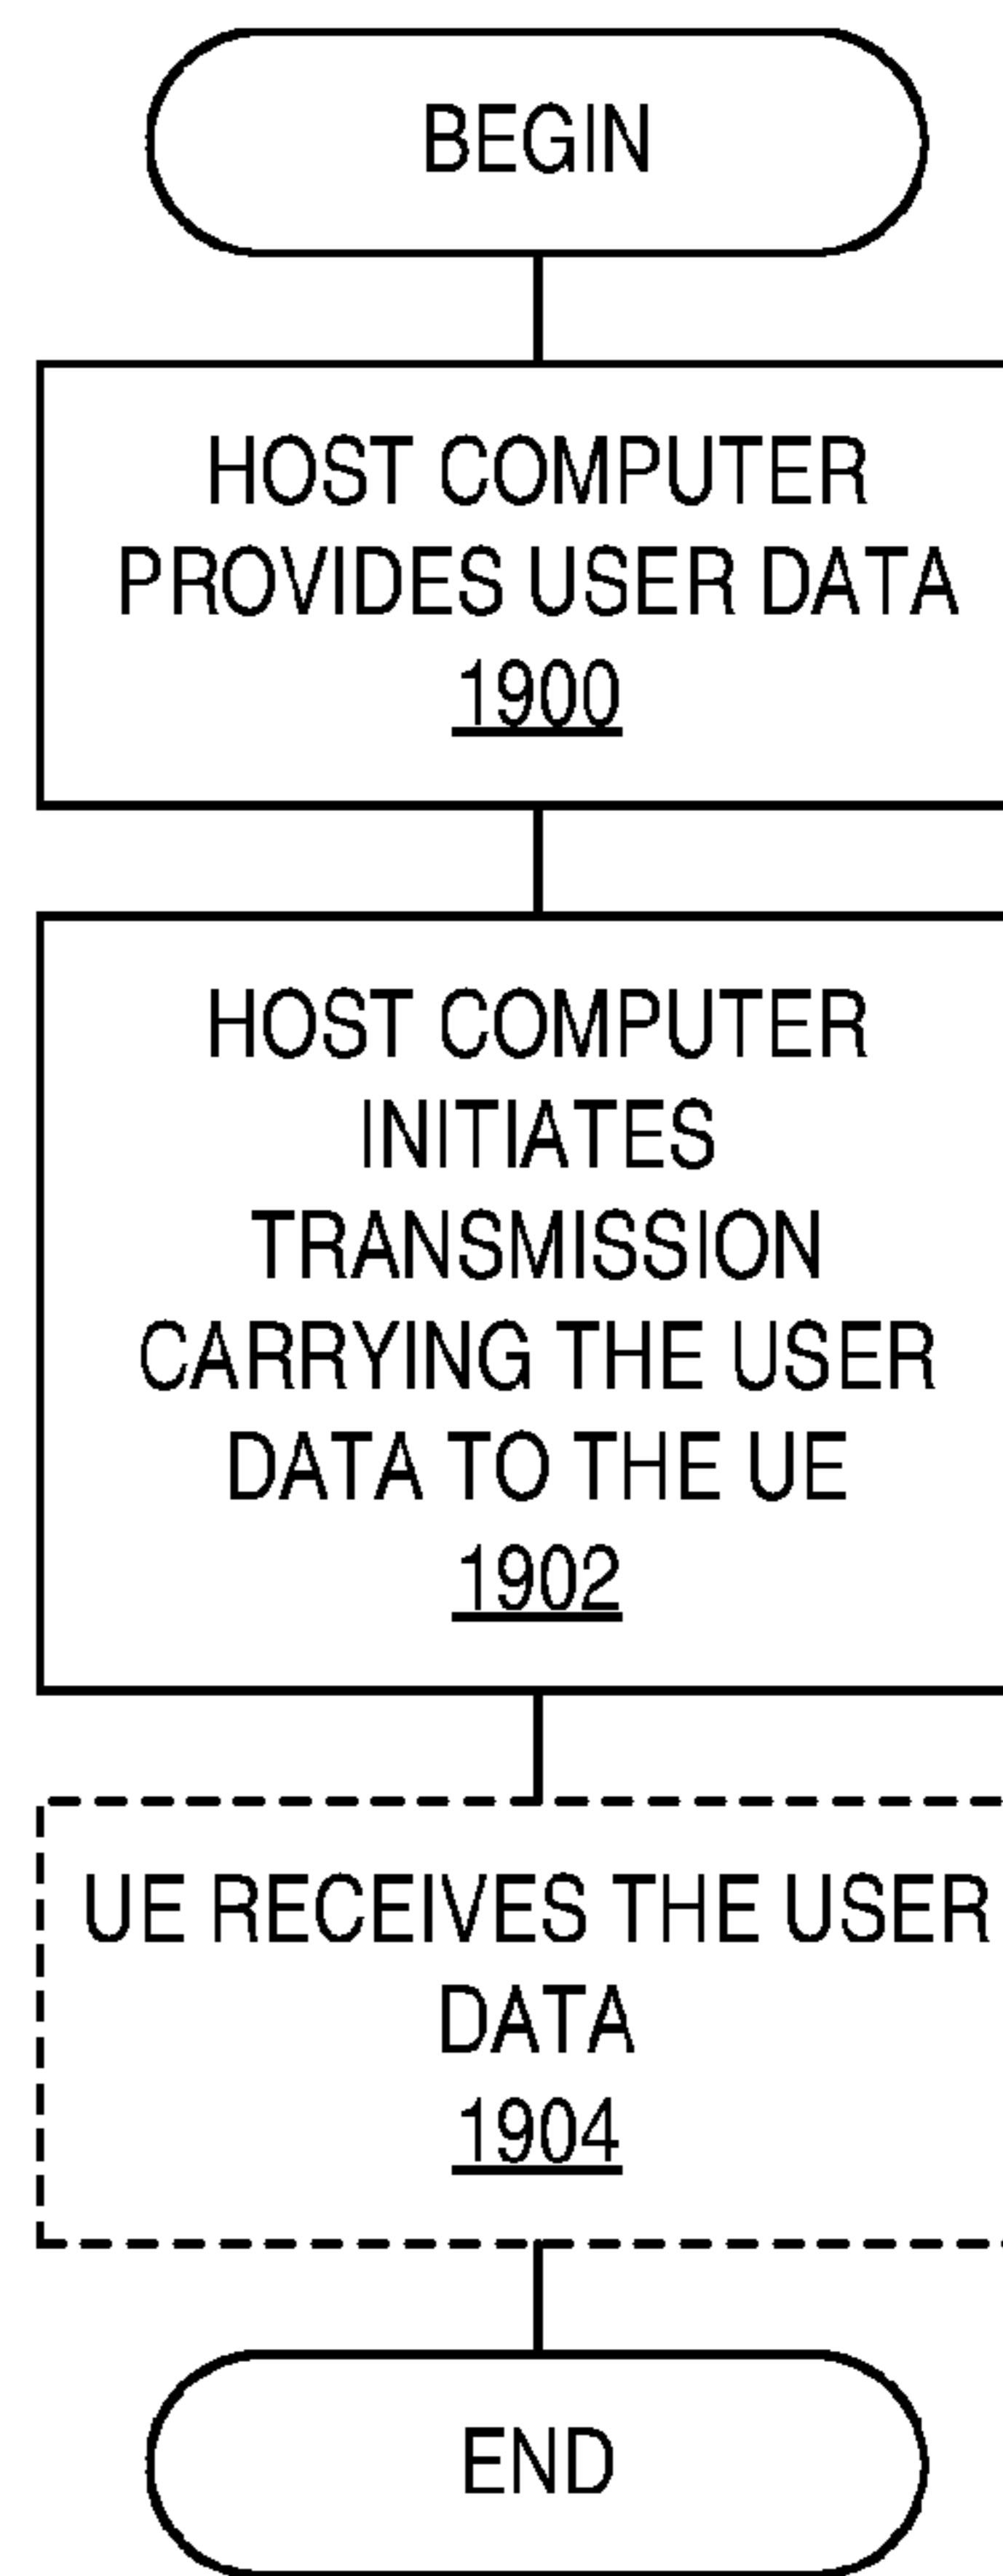 BEGIN
HOST COMPUTER
PROVIDES USER DATA
1900
HOST COMPUTER
INITIATES
TRANSMISSION
CARRYING THE USER
DATA TO THE UE
1902
UE RECEIVES THE USER
DATA
1904
END